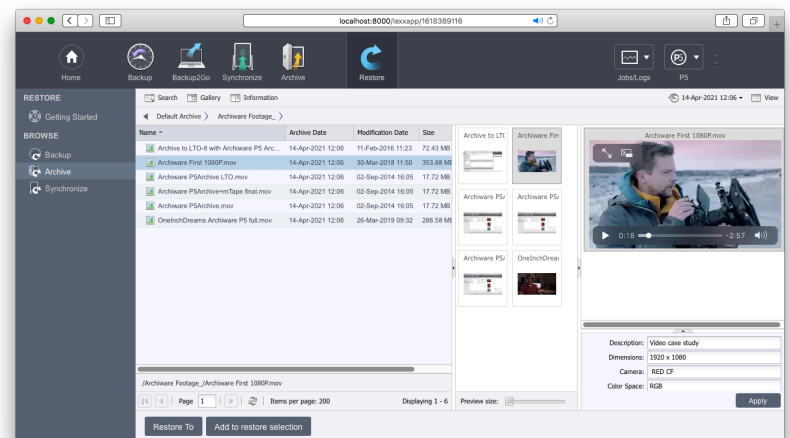 localhost:8000/lexxapp/1618389116
Home
Backup
Backup2Go
Synchronize
Archive
Restore
Jobs/Logs
P5
P5
RESTORE
Getting Started
BROWSE
Backup
Archive
Synchronize
Search
Gallery
Information
14-Apr-2021 12:06
View
Default Archive
Archiware Footage_
Name Archive Date Modification Date Size
Archive to LTO-8 with Archiware P5 Arc... 14-Apr-2021 12:06 11-Feb-2016 11:23 72.43 MB
Archiware First 1080P.mov 14-Apr-2021 12:06 30-Mar-2018 11:50 353.88 MB
Archiware P5Archive LTO.mov 14-Apr-2021 12:06 02-Sep-2014 16:05 17.72 MB
Archiware P5Archive+mTape final.mov 14-Apr-2021 12:06 02-Sep-2014 16:05 17.72 MB
Archiware P5Archive.mov 14-Apr-2021 12:06 02-Sep-2014 16:05 17.72 MB
OneInchDreams Archiware P5 full.mov 14-Apr-2021 12:06 26-Mar-2019 09:32 288.58 MB
/Archiware Footage_/Archiware First 1080P.mov
Page 1
Items per page: 200
Displaying 1 - 6
Archive to LTO
Archiware Firs
Archiware P5A
Archiware P5A
Archiware P5A
OneInchDrea
Preview size:
Archiware First 1080P.mov
0:18
-2:57
Description: Video case study
Dimensions: 1920 x 1080
Camera: RED CF
Color Space: RGB
Apply
Restore To
Add to restore selection